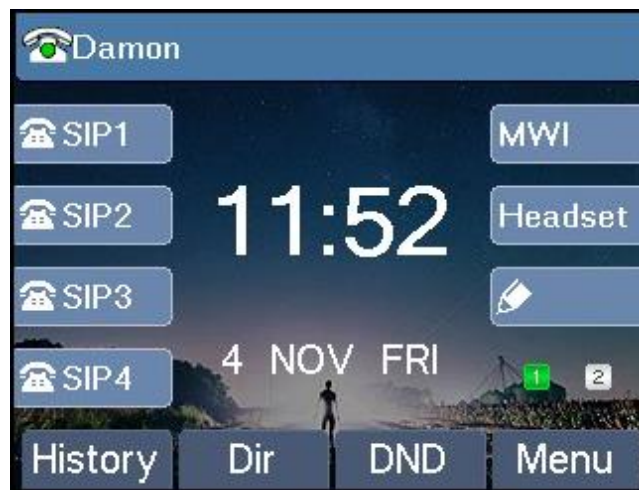 Damon
SIP1
MWI
SIP2
11:52
Headset
SIP3
4 NOV FRI
SIP4
1 2
History Dir DND Menu